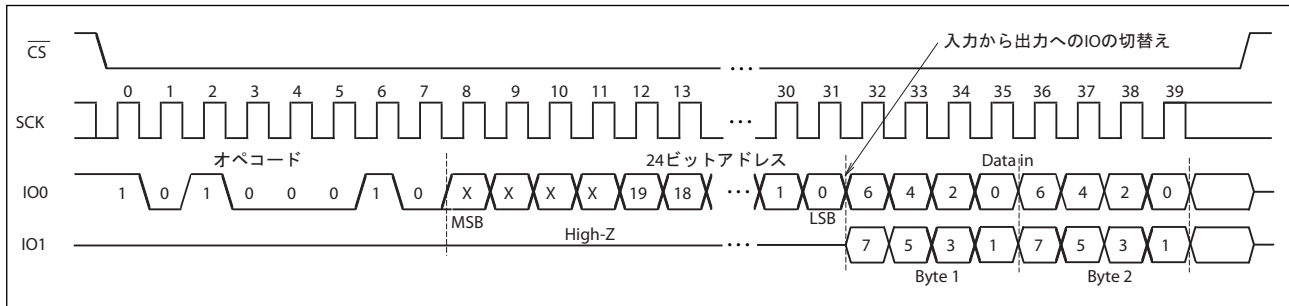 入力から出力へのIOの切替え
CS
...
0 1 2 3 4 5 6 7 8 9 10 11 12 13 30 31 32 33 34 35 36 37 38 39
SCK
...
オペコード 24ビットアドレス Data in
IO0 1 0 1 0 0 0 1 0 X X X X 19 18 ... 1 0 6 4 2 0 6 4 2 0
MSB LSB
High-Z
IO1 ... 7 5 3 1 7 5 3 1
Byte 1 Byte 2